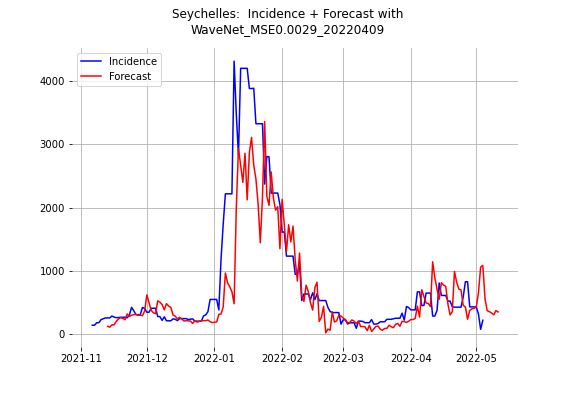 Seychelles:  Incidence + Forecast with
WaveNet_MSE0.0029_20220409
Incidence
Forecast
4000
3000
2000
1000
0
2021-11 2021-12 2022-01 2022-02 2022-03 2022-04 2022-05